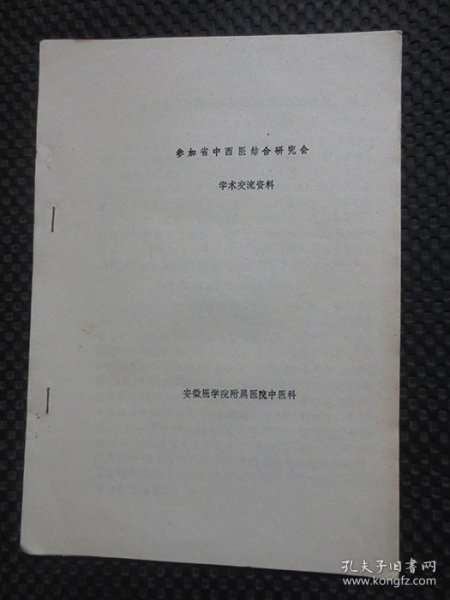 参加省中西医结合研究会
学术交流资料
安徽医学院附属医院中医科
孔夫子旧书网
www.kongfz.com